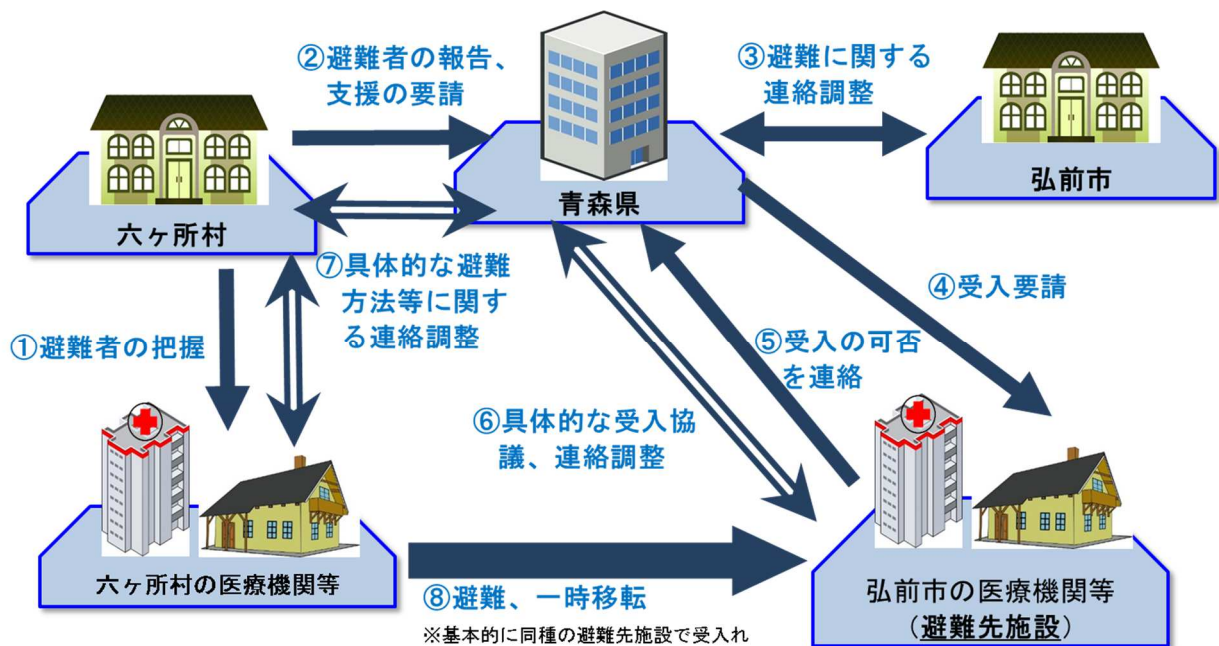 ②避難者の報告、
支援の要請
③避難に関する
連絡調整
六ヶ所村
青森県
弘前市
①避難者の把握
⑦具体的な避難
方法等に関す
る連絡調整
④受入要請
⑤受入の可否
を連絡
⑥具体的な受入協
議、連絡調整
六ヶ所村の医療機関等
⑧避難、一時移転
※基本的に同種の避難先施設で受入れ
弘前市の医療機関等
（避難先施設）